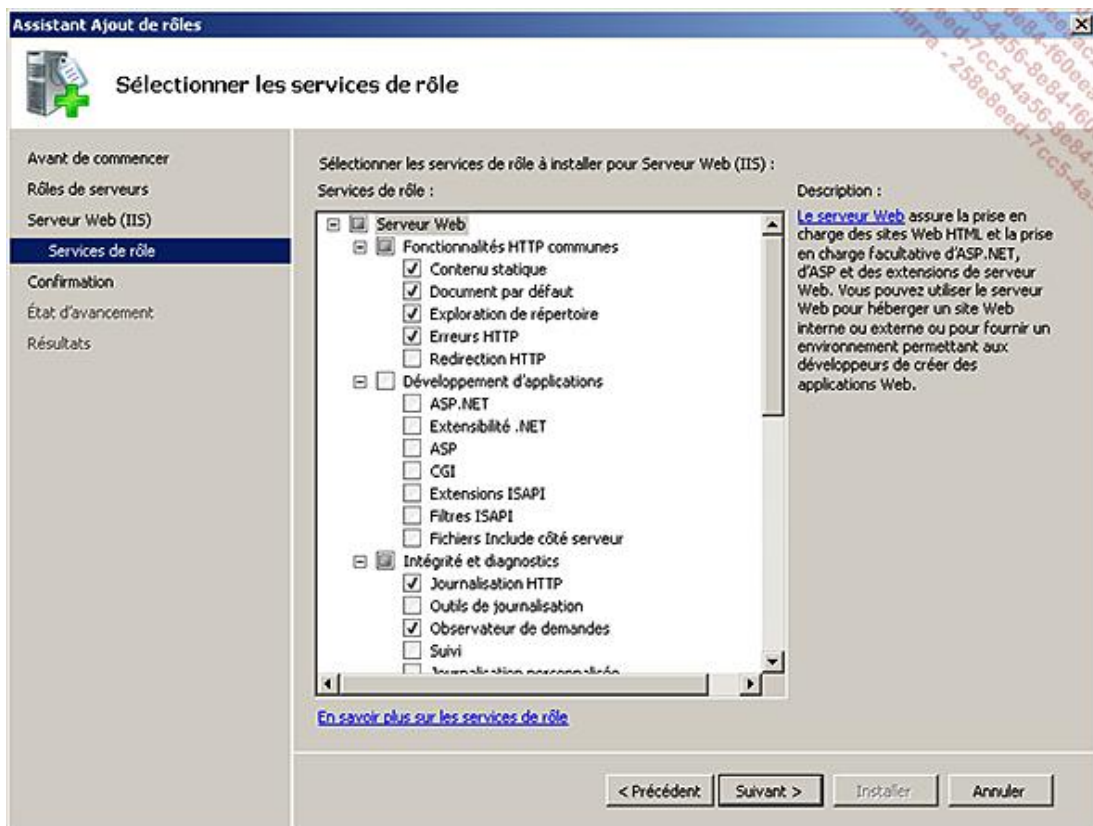 Assistant Ajout de rôles
Sélectionner les services de rôle
Avant de commencer
Rôles de serveurs
Serveur Web (IIS)
Services de rôle
Confirmation
État d'avancement
Résultats
Sélectionner les services de rôle à installer pour Serveur Web (IIS) :
Services de rôle :
Serveur Web
Fonctionnalités HTTP communes
Contenu statique
Document par défaut
Exploration de répertoire
Erreurs HTTP
Redirection HTTP
Développement d'applications
ASP.NET
Extensibilité .NET
ASP
CGI
Extensions ISAPI
Filtres ISAPI
Fichiers Include côté serveur
Intégrité et diagnostics
Journalisation HTTP
Outils de journalisation
Observateur de demandes
Suivi
Journalisation personnalisée
En savoir plus sur les services de rôle
Description :
Le serveur Web assure la prise en
charge des sites Web HTML et la prise
en charge facultative d'ASP.NET,
d'ASP et des extensions de serveur
Web. Vous pouvez utiliser le serveur
Web pour héberger un site Web
interne ou externe ou pour fournir un
environnement permettant aux
développeurs de créer des
applications Web.
< Précédent
Suivant >
Installer
Annuler